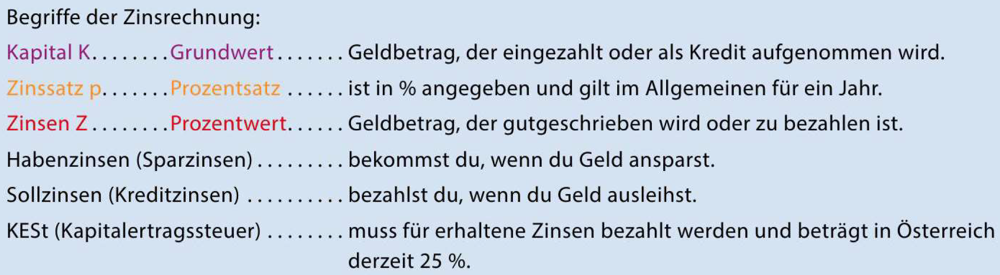 Begriffe der Zinsrechnung:
Kapital K........Grundwert.......Geldbetrag, der eingezahlt oder als Kredit aufgenommen wird.
Zinssatz p.......Prozentsatz ......ist in % angegeben und gilt im Allgemeinen für ein Jahr.
Zinsen Z........Prozentwert......Geldbetrag, der gutgeschrieben wird oder zu bezahlen ist.
Habenzinsen (Sparzinsen).........bekommst du, wenn du Geld ansparst.
Sollzinsen (Kreditzinsen) ..........bezahlst du, wenn du Geld ausleihst.
KESt (Kapitalertragssteuer) ........muss für erhaltene Zinsen bezahlt werden und beträgt in Österreich
derzeit 25 %.